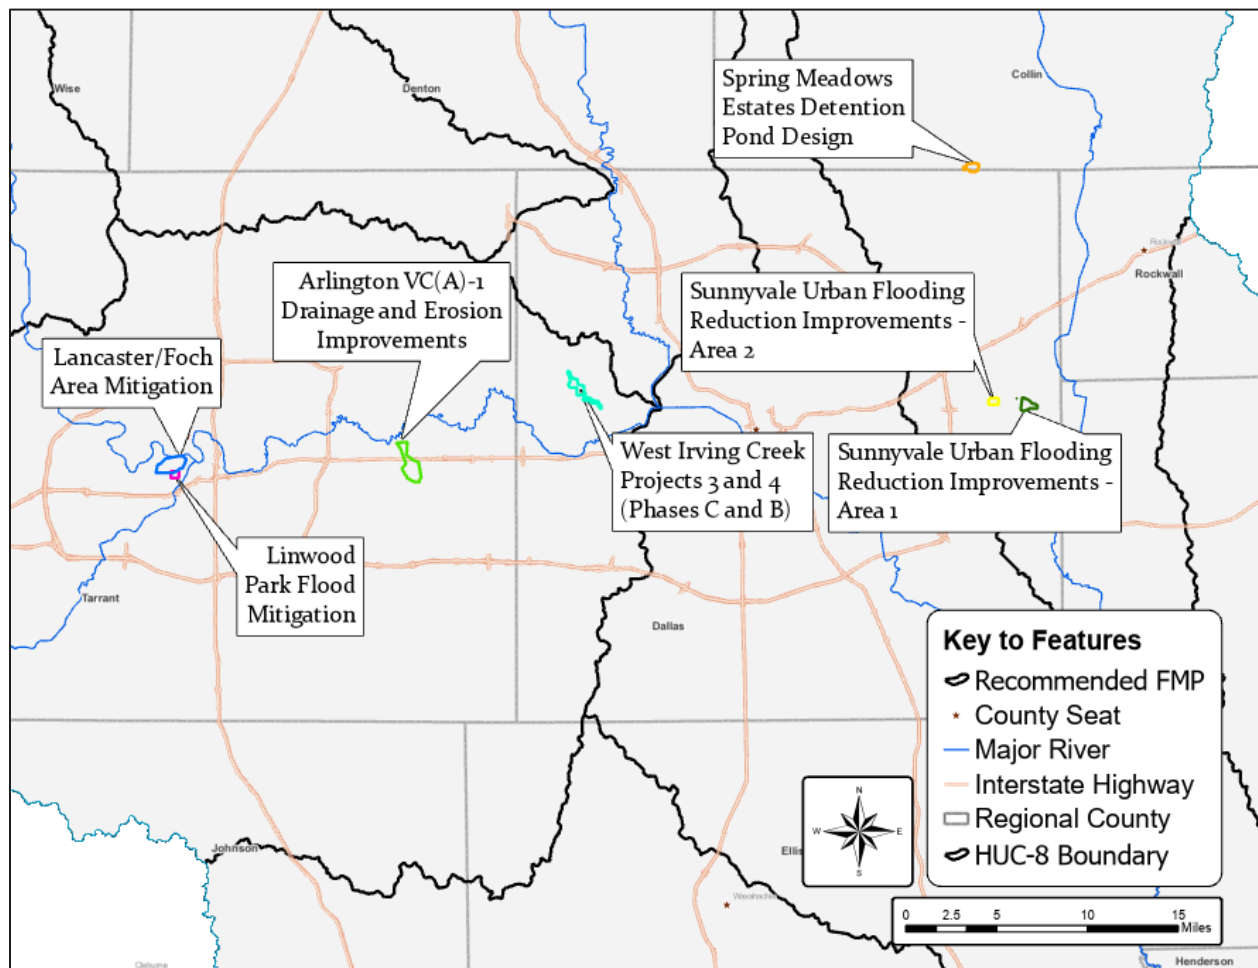 Wise
Denton
Collin
Spring Meadows
Estates Detention
Pond Design
Rockwall
Rockwall
Arlington VC(A)-1
Drainage and Erosion
Improvements
Sunnyvale Urban Flooding
Reduction Improvements -
Area 2
Lancaster/Foch
Area Mitigation
West Irving Creek
Projects 3 and 4
(Phases C and B)
Sunnyvale Urban Flooding
Reduction Improvements -
Area 1
Linwood
Park Flood
Mitigation
Tarrant
Dallas
Key to Features
Recommended FMP
County Seat
Major River
Interstate Highway
Regional County
HUC-8 Boundary
N
W
E
S
Johnson
Ellis
Waxahachie
0 2.5 5 10 15
Miles
Cleburne
Henderson